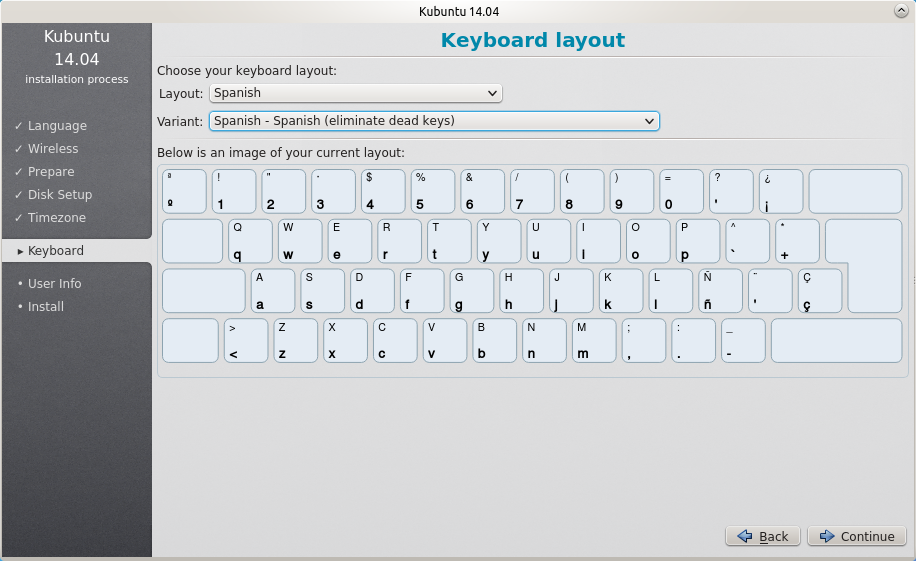 Kubuntu 14.04
Kubuntu
14.04
installation process
✓ Language
✓ Wireless
✓ Prepare
✓ Disk Setup
✓ Timezone
▸ Keyboard
• User Info
• Install
Keyboard layout
Choose your keyboard layout:
Layout: Spanish
Variant: Spanish - Spanish (eliminate dead keys)
Below is an image of your current layout:
ª ! " · $ % & / ( ) = ? ¿
º 1 2 3 4 5 6 7 8 9 0 ' ¡
Q W E R T Y U I O P ^ *
q w e r t y u i o p ` +
A S D F G H J K L Ñ ¨ Ç
a s d f g h j k l ñ ' ç
> Z X C V B N M ; : _
< z x c v b n m , . -
Back
Continue